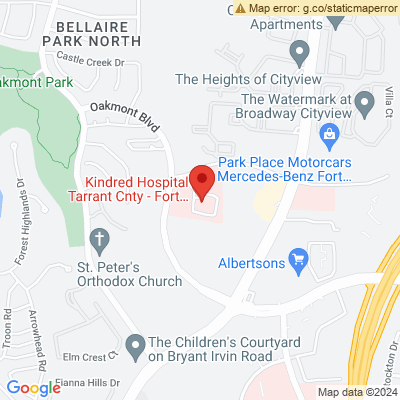 Map error: g.co/staticmaperror
BELLAIRE
PARK NORTH
Apartments
Castle Creek Dr
Oakmont Park
The Heights of Cityview
Oakmont Blvd
The Watermark at
Broadway Cityview
Villa Ct
Park Place Motorcars
Mercedes-Benz Fort...
Kindred Hospital
Tarrant Cnty - Fort...
Forest Highlands Dr
St. Peter's
Orthodox Church
Albertsons
Troon Rd
Arrowhead Rd
The Children's Courtyard
on Bryant Irvin Road
Elm Crest Ct
Fianna Hills Dr
Stockton Dr
Google
Map data ©2024